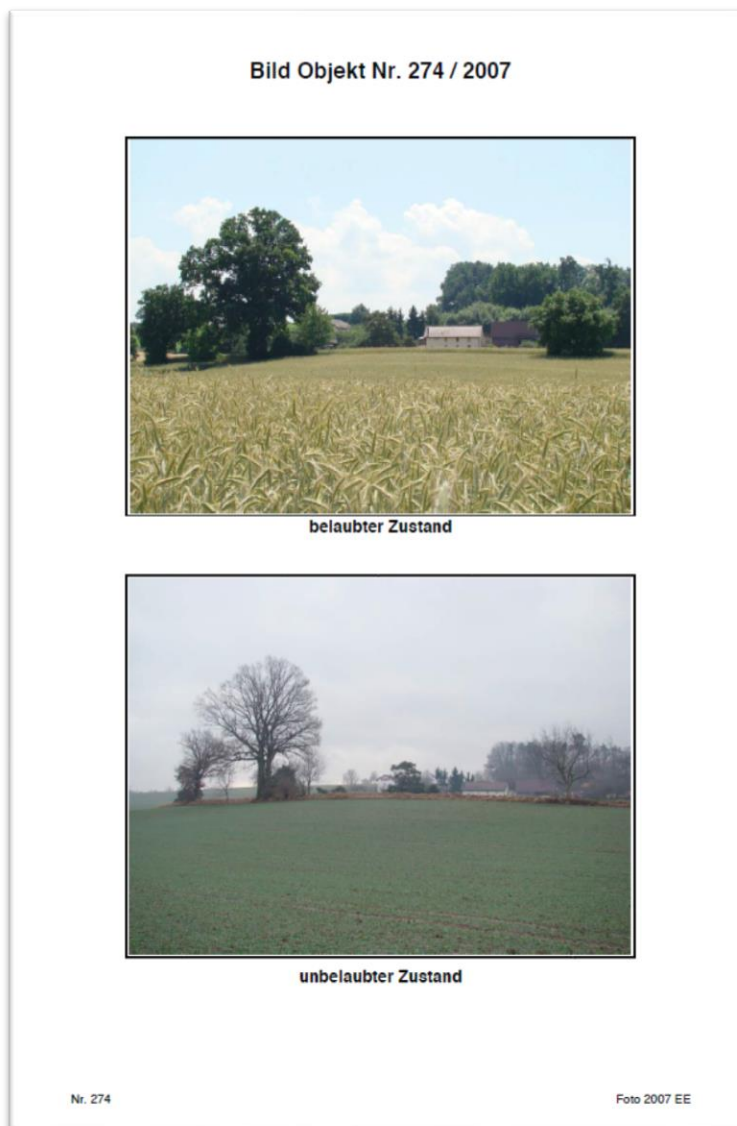 Bild Objekt Nr. 274 / 2007
belaubter Zustand
unbelaubter Zustand
Nr. 274
Foto 2007 EE